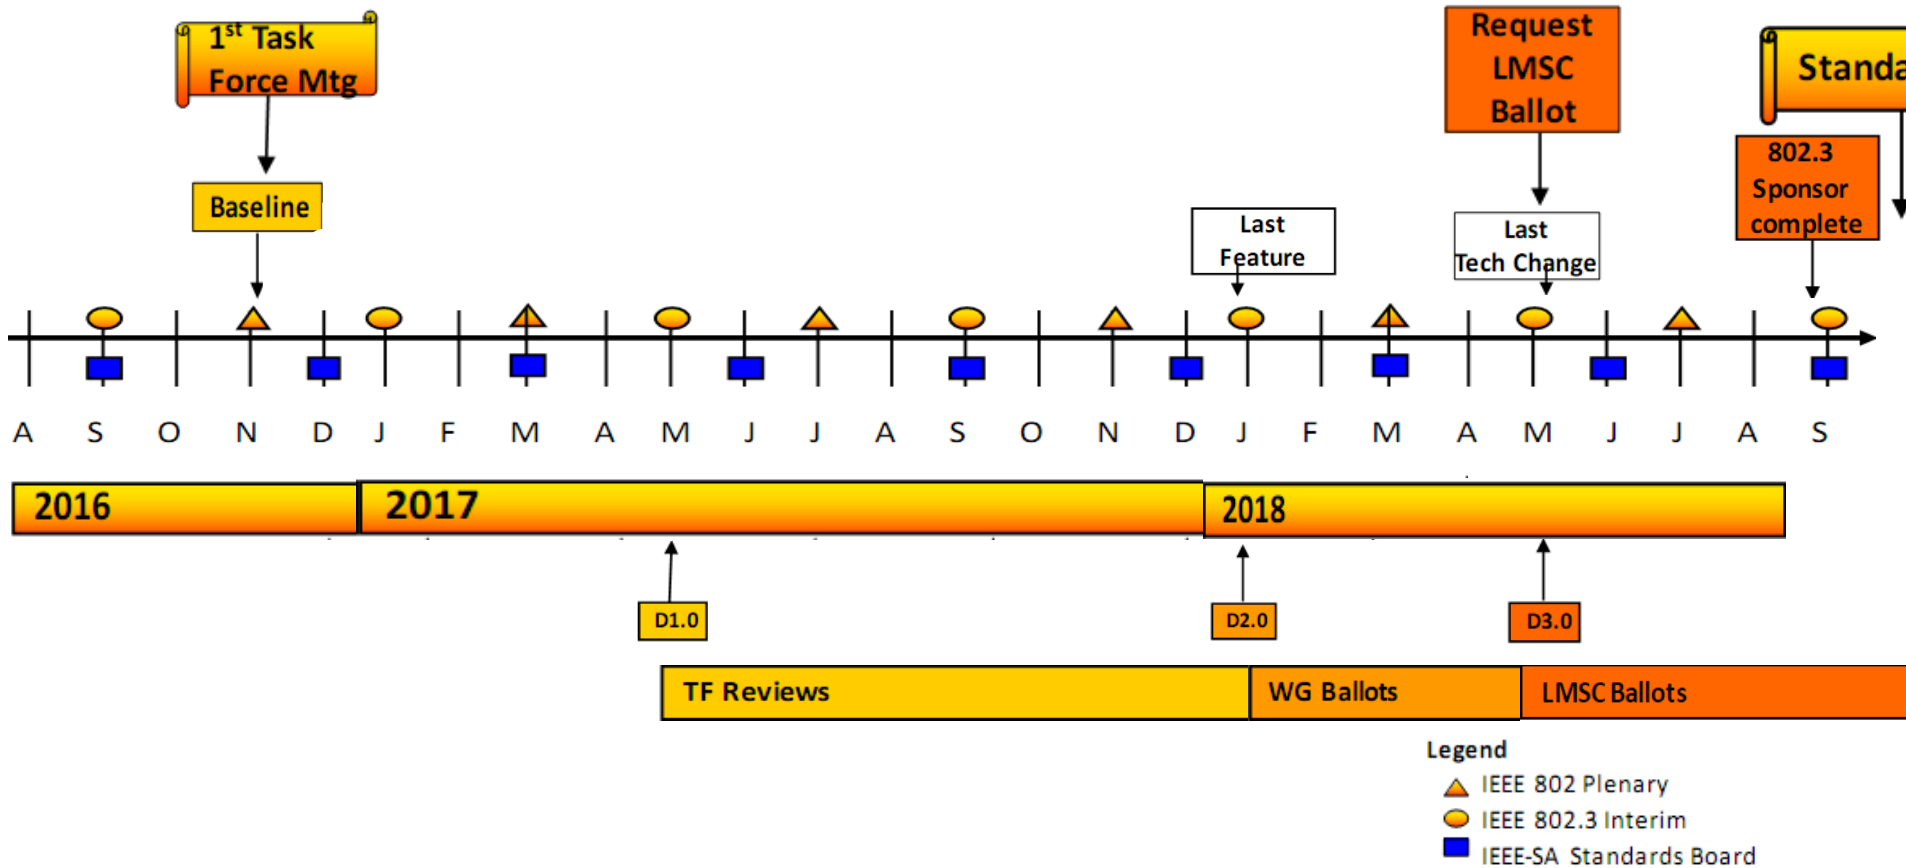 1st Task
Force Mtg
Request
LMSC
Ballot
Standa
802.3
Sponsor
complete
Baseline
Last
Feature
Last
Tech Change
A S O N D J F M A M J J A S O N D J F M A M J J A S
2016 2017 2018
D1.0 D2.0 D3.0
TF Reviews WG Ballots LMSC Ballots
Legend
IEEE 802 Plenary
IEEE 802.3 Interim
IEEE-SA Standards Board